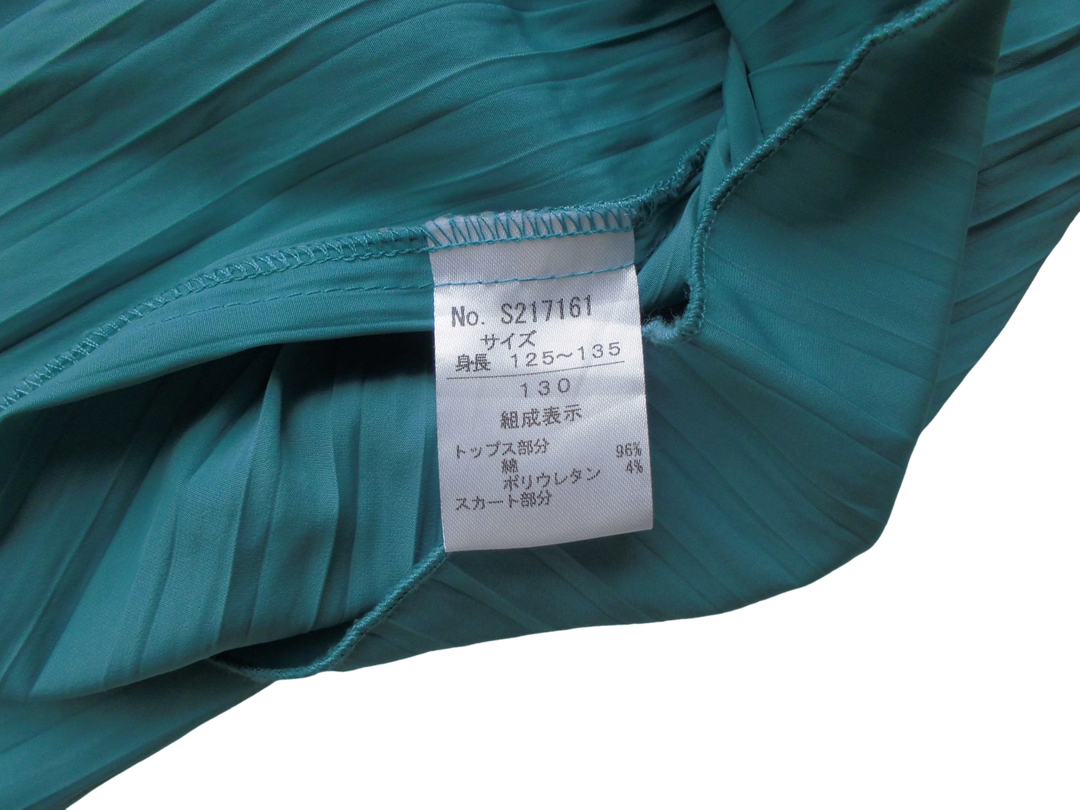 No. S217161
サイズ
身長 125～135
130
組成表示
トップス部分
綿 96%
ポリウレタン 4%
スカート部分